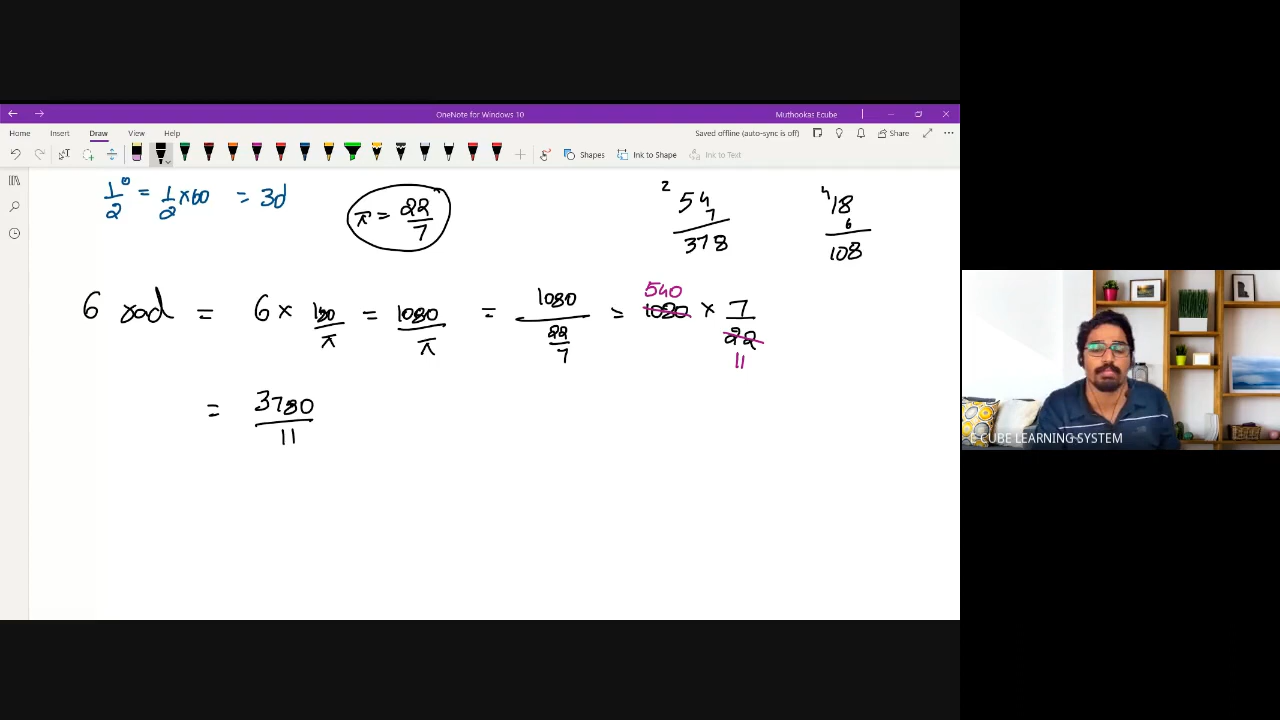 OneNote for Windows 10
Muthookas Ecube
Home Insert Draw View Help
Saved offline (auto-sync is off) Share
Shapes Ink to Shape Ink to Text
1/2° = 1/2 × 60 = 30
π = 22/7
2 54
7
378
4 18
6
108
6 rad = 6 × 180/π = 1080/π = 1080/(22/7) = 1080 × 7/22
540
11
= 3780/11
E CUBE LEARNING SYSTEM